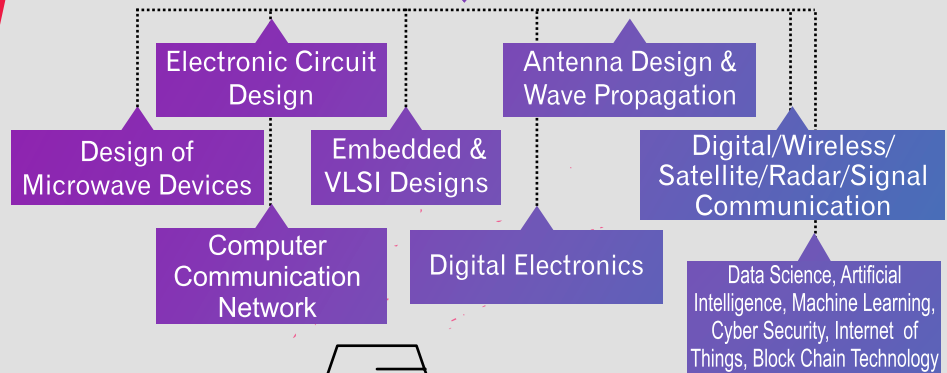 Electronic Circuit
Design
Antenna Design &
Wave Propagation
Design of
Microwave Devices
Embedded &
VLSI Designs
Digital/Wireless/
Satellite/Radar/Signal
Communication
Computer
Communication
Network
Digital Electronics
Data Science, Artificial
Intelligence, Machine Learning,
Cyber Security, Internet of
Things, Block Chain Technology